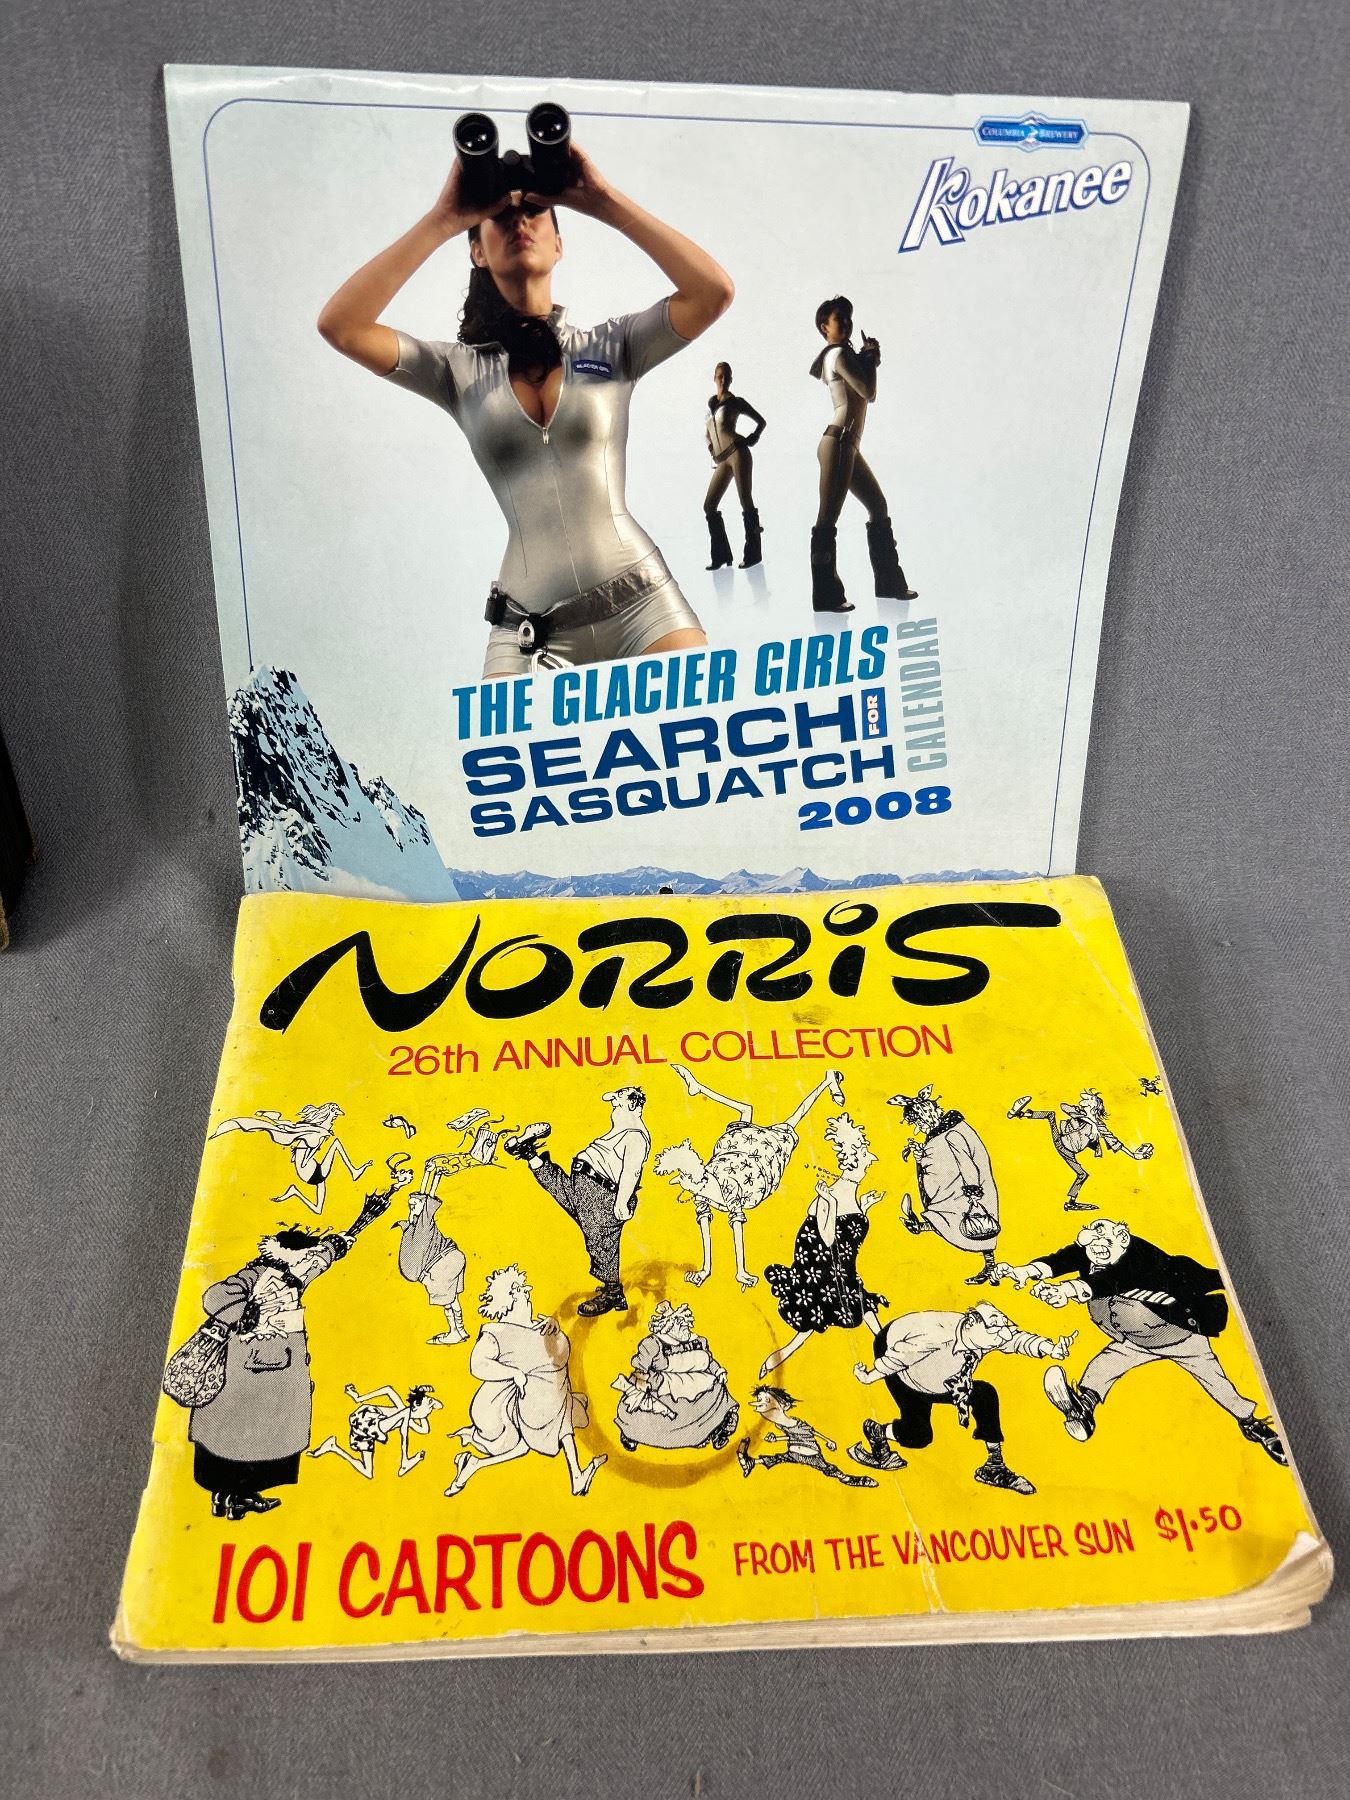 COLUMBIA BREWERY
Kokanee
GLACIER GIRL
THE GLACIER GIRLS
SEARCH FOR
SASQUATCH
CALENDAR
2008
NORRIS
26th ANNUAL COLLECTION
101 CARTOONS FROM THE VANCOUVER SUN $1.50